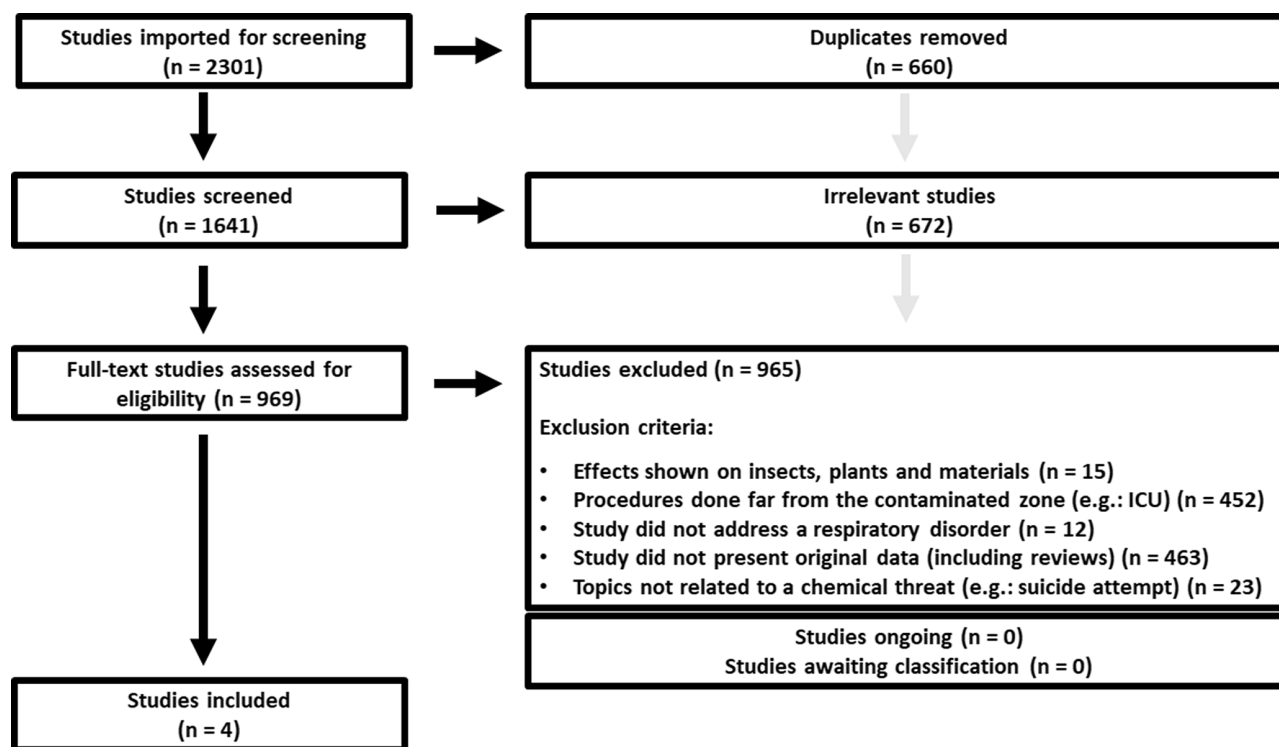 Studies imported for screening
(n = 2301)
Duplicates removed
(n = 660)
Studies screened
(n = 1641)
Irrelevant studies
(n = 672)
Full-text studies assessed for
eligibility (n = 969)
Studies excluded (n = 965)
Exclusion criteria:
• Effects shown on insects, plants and materials (n = 15)
• Procedures done far from the contaminated zone (e.g.: ICU) (n = 452)
• Study did not address a respiratory disorder (n = 12)
• Study did not present original data (including reviews) (n = 463)
• Topics not related to a chemical threat (e.g.: suicide attempt) (n = 23)
Studies ongoing (n = 0)
Studies awaiting classification (n = 0)
Studies included
(n = 4)